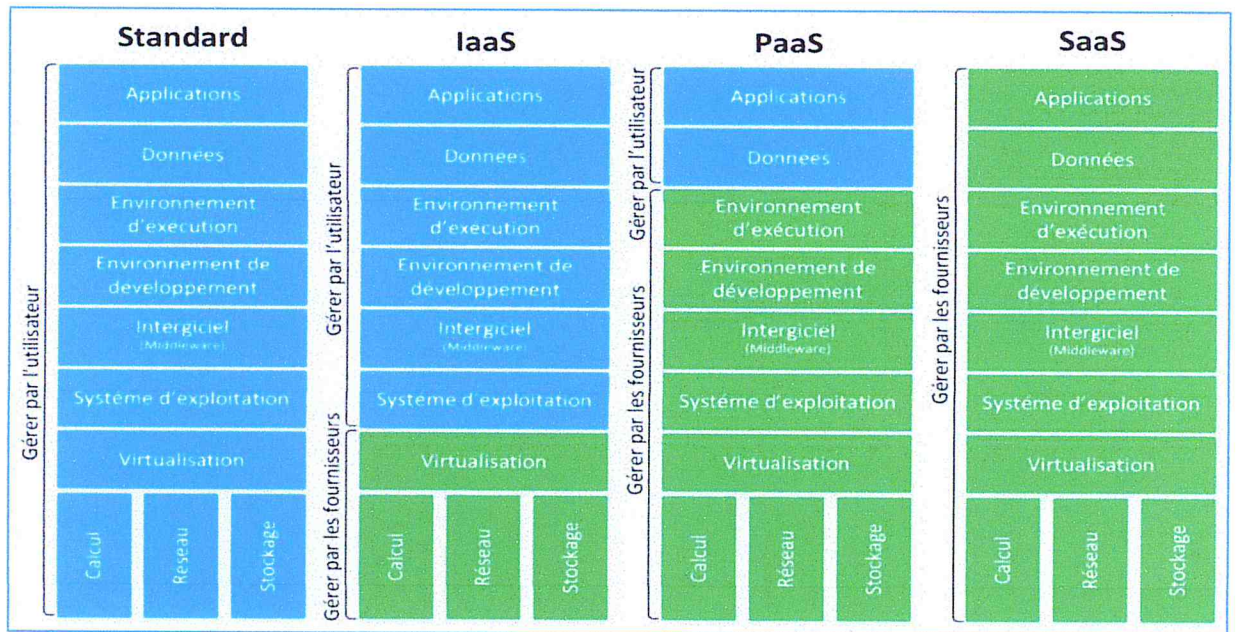 Standard
Gérer par l'utilisateur
Applications
Données
Environnement
d'exécution
Environnement de
développement
Intergiciel
(Middleware)
Systéme d'exploitation
Virtualisation
Calcul
Réseau
Stockage
IaaS
Gérer par l'utilisateur
Gérer par les fournisseurs
Applications
Données
Environnement
d'exécution
Environnement de
développement
Intergiciel
(Middleware)
Systéme d'exploitation
Virtualisation
Calcul
Réseau
Stockage
PaaS
Gérer par l'utilisateur
Gérer par les fournisseurs
Applications
Données
Environnement
d'exécution
Environnement de
développement
Intergiciel
(Middleware)
Systéme d'exploitation
Virtualisation
Calcul
Réseau
Stockage
SaaS
Gérer par les fournisseurs
Applications
Données
Environnement
d'exécution
Environnement de
développement
Intergiciel
(Middleware)
Systéme d'exploitation
Virtualisation
Calcul
Réseau
Stockage